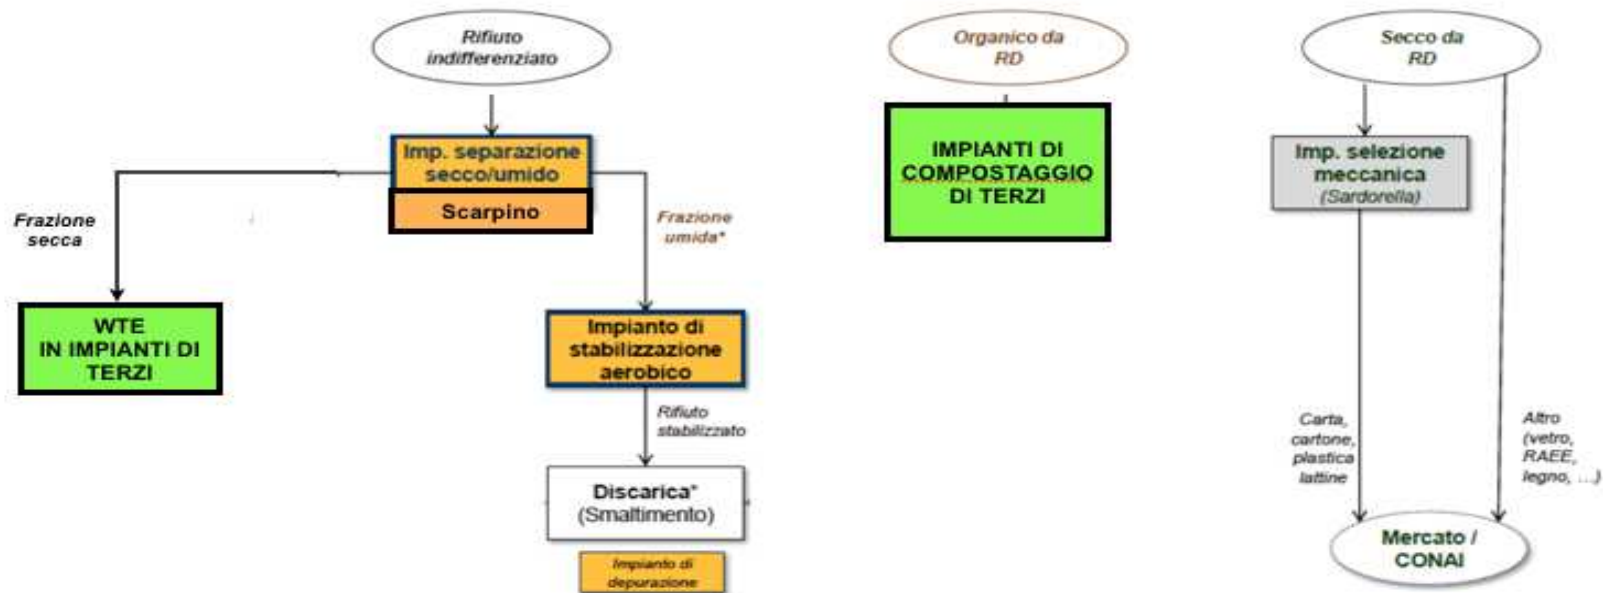 Rifiuto
indifferenziato
Imp. separazione
secco/umido
Scarpino
Frazione
secca
Frazione
umida*
WTE
IN IMPIANTI DI
TERZI
Impianto di
stabilizzazione
aerobico
Rifiuto
stabilizzato
Discarica*
(Smaltimento)
Impianto di
depurazione
Organico da
RD
IMPIANTI DI
COMPOSTAGGIO
DI TERZI
Secco da
RD
Imp. selezione
meccanica
(Sardorella)
Carta,
cartone,
plastica
lattine
Altro
(vetro,
RAEE,
legno, ...)
Mercato /
CONAI